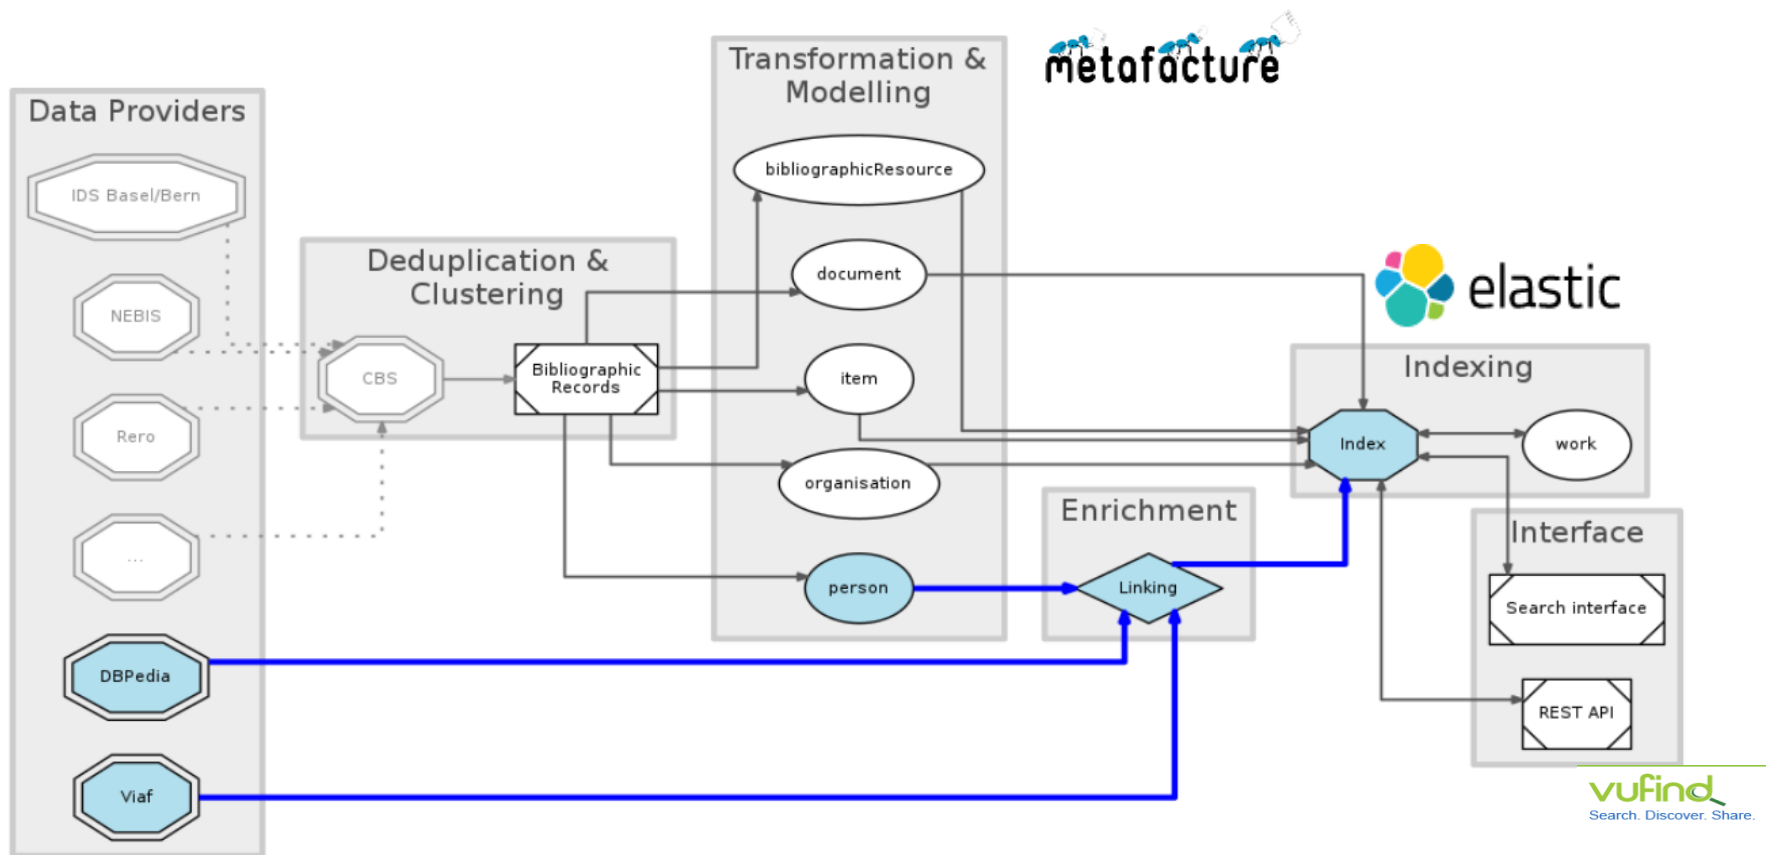 metafacture
Transformation &
Modelling
Data Providers
bibliographicResource
IDS Basel/Bern
Deduplication &
Clustering
document
elastic
NEBIS
Indexing
CBS
Bibliographic
Records
item
Rero
Index
work
organisation
Enrichment
Interface
...
person
Linking
Search interface
DBPedia
REST API
Viaf
vufind
Search. Discover. Share.